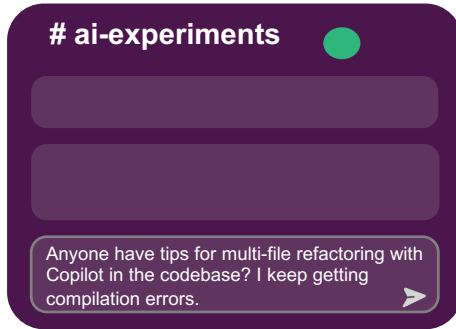 # ai-experiments
Anyone have tips for multi-file refactoring with
Copilot in the codebase? I keep getting
compilation errors.